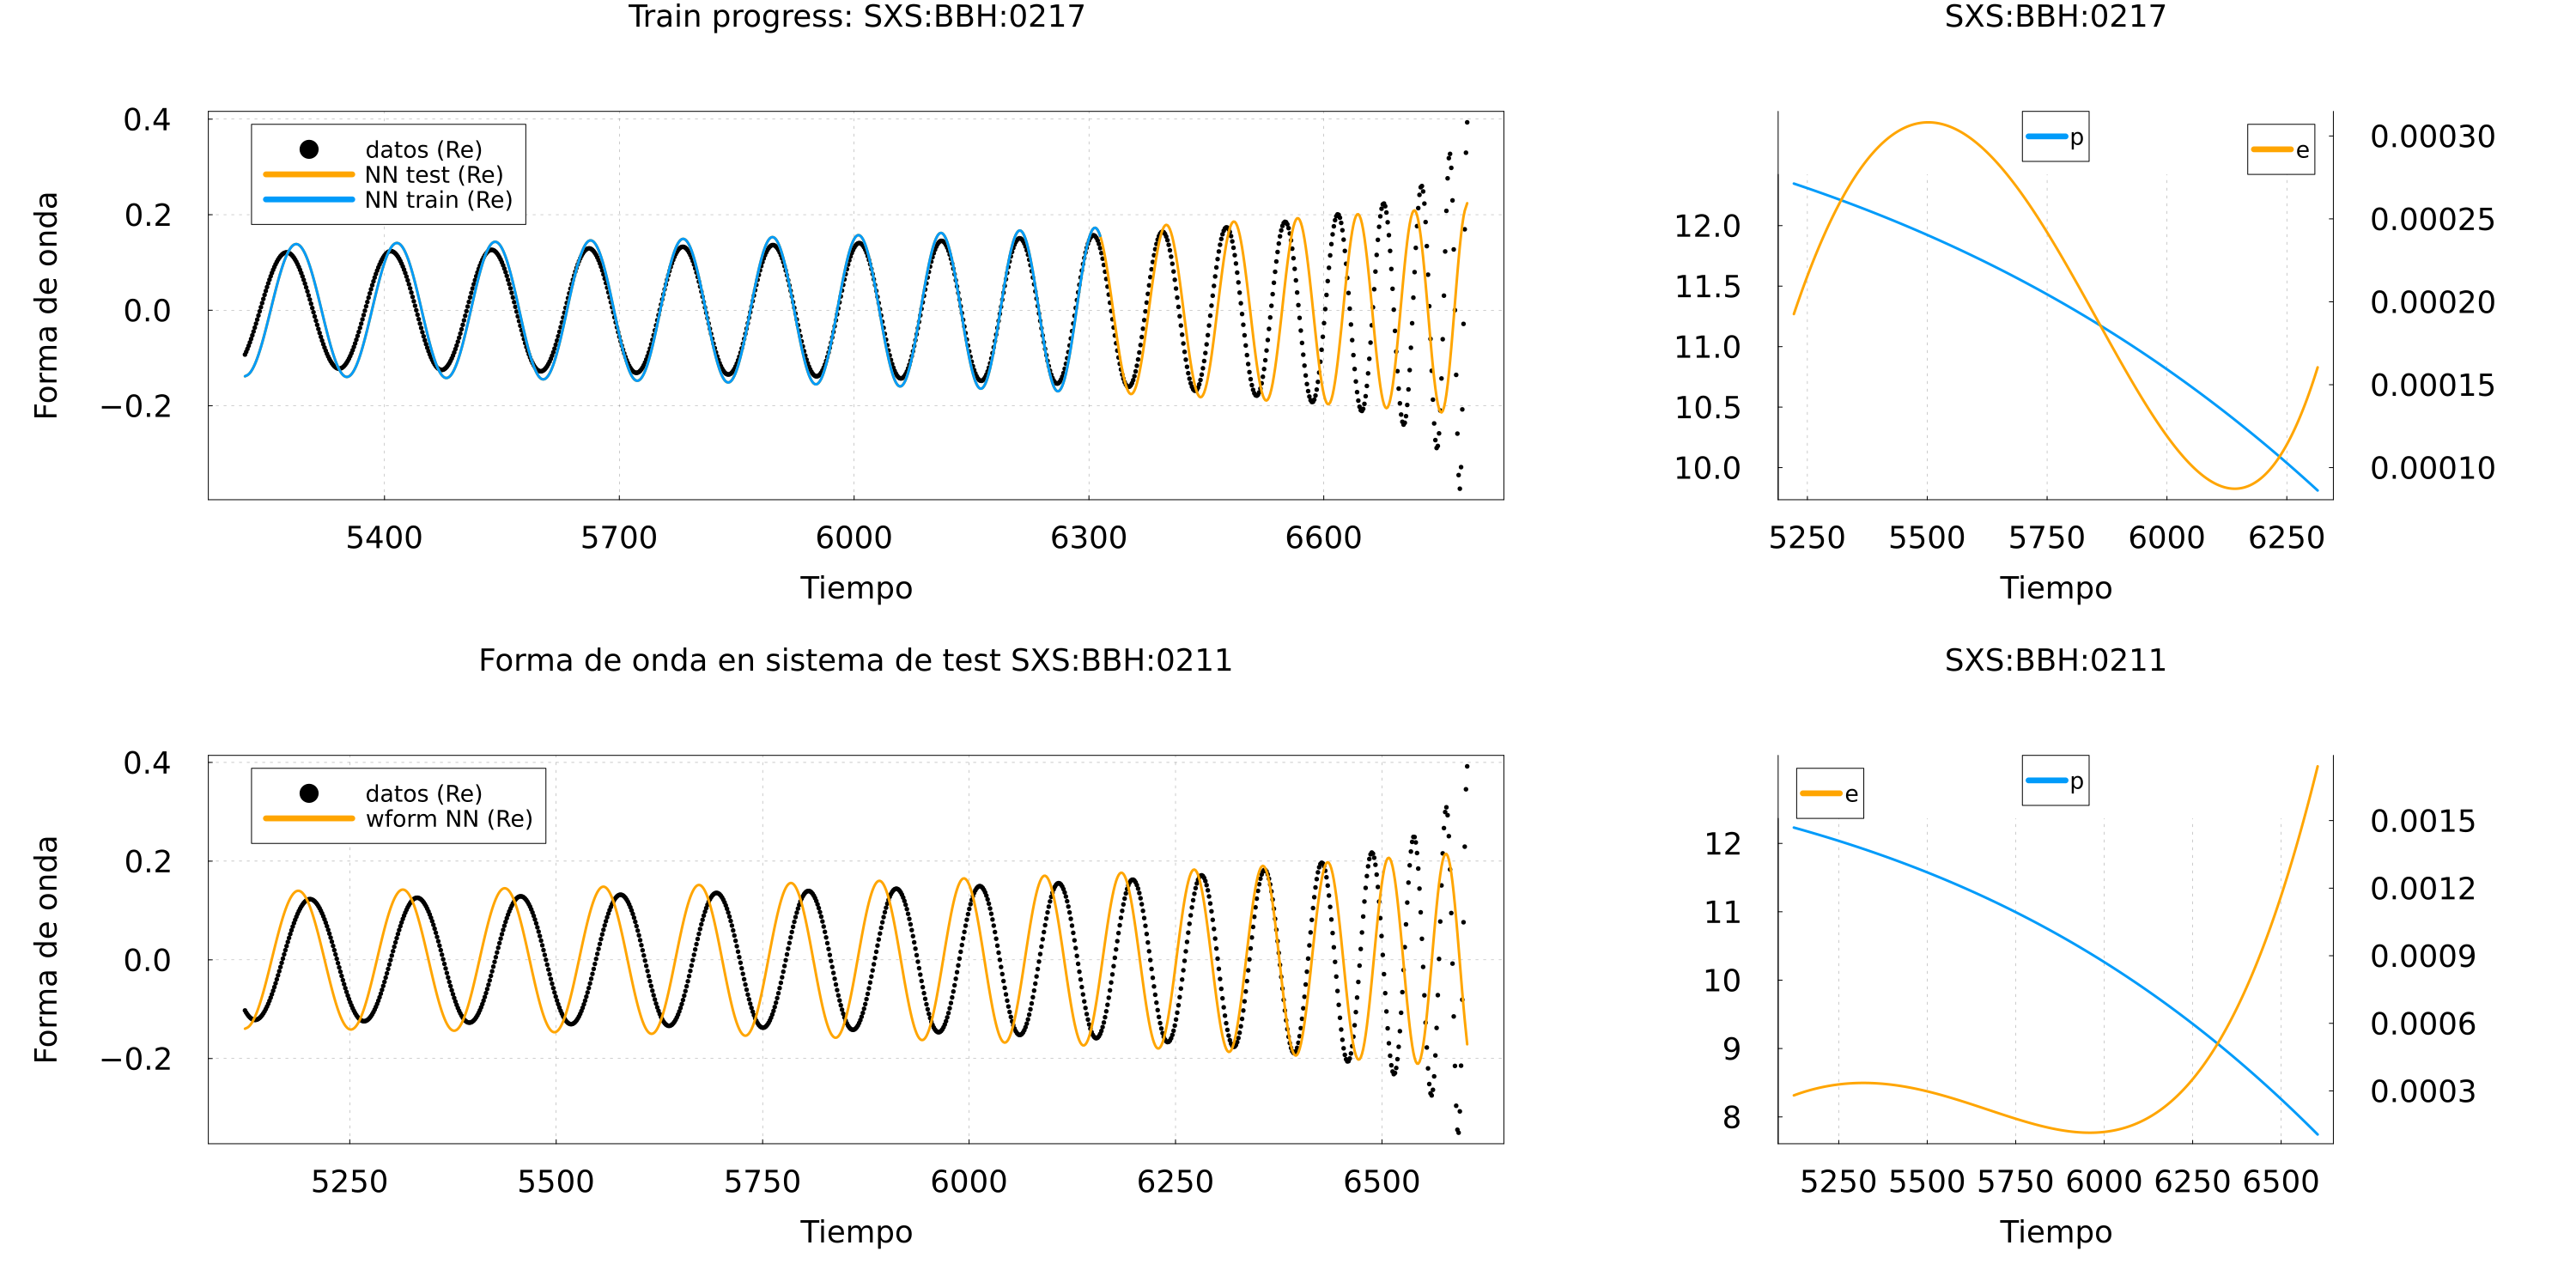 Train progress: SXS:BBH:0217
SXS:BBH:0217
Forma de onda
0.4
0.2
0.0
−0.2
datos (Re)
NN test (Re)
NN train (Re)
5400 5700 6000 6300 6600
Tiempo
12.0
11.5
11.0
10.5
10.0
p
e
0.00030
0.00025
0.00020
0.00015
0.00010
5250 5500 5750 6000 6250
Tiempo
Forma de onda en sistema de test SXS:BBH:0211
SXS:BBH:0211
Forma de onda
0.4
0.2
0.0
−0.2
datos (Re)
wform NN (Re)
5250 5500 5750 6000 6250 6500
Tiempo
12
11
10
9
8
e
p
0.0015
0.0012
0.0009
0.0006
0.0003
5250 5500 5750 6000 6250 6500
Tiempo